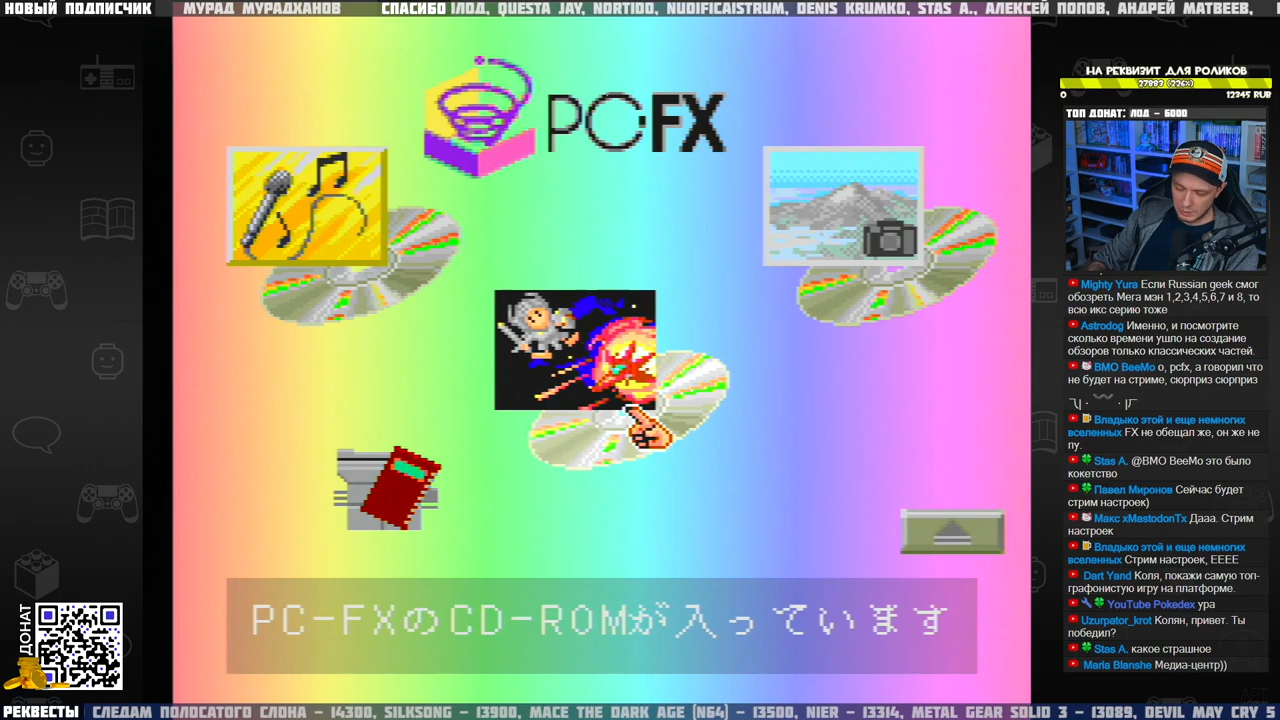 НОВЫЙ ПОДПИСЧИК
МУРАД МУРАДХАНОВ
СПАСИБО !ЛОД, QUESTA JAY, NORTIDO, NUDIFICAISTRUM, DENIS KRUMKO, STAS A., АЛЕКСЕЙ ПОПОВ, АНДРЕЙ МАТВЕЕВ,
PC-FX
PC-FXのCD-ROMが入っています
НА РЕКВИЗИТ ДЛЯ РОЛИКОВ
27883 (226%)
0 12345 RUB
ТОП ДОНАТ: ЛОД - 6000
Mighty Yura Если Russian geek смог
обозреть Мега мэн 1,2,3,4,5,6,7 и 8, то
всю икс серию тоже
Astrodog Именно, и посмотрите
сколько времени ушло на создание
обзоров только классических частей.
BMO BeeMo о, pcfx, а говорил что
не будет на стриме, сюрприз сюрприз
Владыко этой и еще немногих
вселенных FX не обещал же, он же не
пу.
Stas A. @BMO BeeMo это было
кокетство
Павел Миронов Сейчас будет
стрим настроек)
Макс xMastodonTx Дааа. Стрим
настроек
Владыко этой и еще немногих
вселенных Стрим настроек, ЕЕЕЕ
Dart Yand Коля, покажи самую топ-
графонистую игру на платформе.
YouTube Pokedex ура
Uzurpator_krot Колян, привет. Ты
победил?
Stas A. какое страшное
Maria Blanshe Медиа-центр))
ДОНАТ
РЕКВЕСТЫ
СЛЕДАМ ПОЛОСАТОГО СЛОНА - 14300, SILKSONG - 13900, MACE THE DARK AGE (N64) - 13500, NIER - 13314, METAL GEAR SOLID 3 - 13089, DEVIL MAY CRY 5